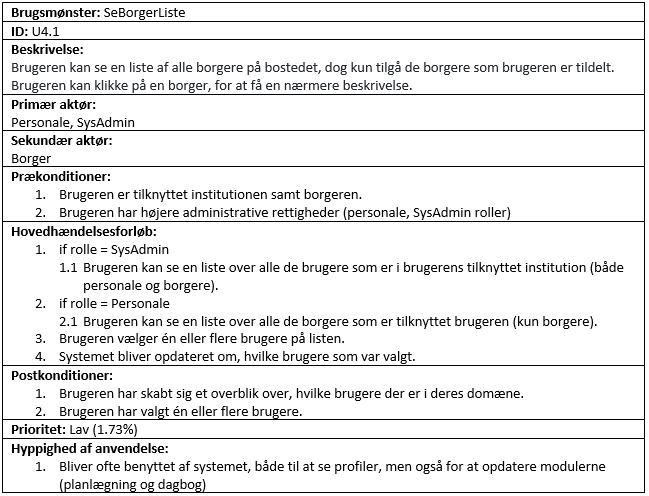 Brugsmønster: SeBorgerListe
ID: U4.1
Beskrivelse:
Brugeren kan se en liste af alle borgere på bostedet, dog kun tilgå de borgere som brugeren er tildelt.
Brugeren kan klikke på en borger, for at få en nærmere beskrivelse.
Primær aktør:
Personale, SysAdmin
Sekundær aktør:
Borger
Prækonditioner:
1. Brugeren er tilknyttet institutionen samt borgeren.
2. Brugeren har højere administrative rettigheder (personale, SysAdmin roller)
Hovedhændelsesforløb:
1. if rolle = SysAdmin
1.1 Brugeren kan se en liste over alle de brugere som er i brugerens tilknyttet institution (både
personale og borgere).
2. if rolle = Personale
2.1 Brugeren kan se en liste over alle de borgere som er tilknyttet brugeren (kun borgere).
3. Brugeren vælger én eller flere brugere på listen.
4. Systemet bliver opdateret om, hvilke brugere som var valgt.
Postkonditioner:
1. Brugeren har skabt sig et overblik over, hvilke brugere der er i deres domæne.
2. Brugeren har valgt én eller flere brugere.
Prioritet: Lav (1.73%)
Hyppighed af anvendelse:
1. Bliver ofte benyttet af systemet, både til at se profiler, men også for at opdatere modulerne
(planlægning og dagbog)